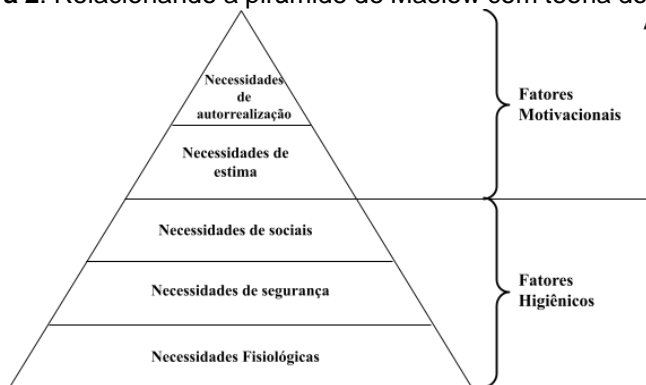 a 2. Relacionando a pirâmide de Maslow com teoria do
Necessidades
de
autorrealização
Necessidades de
estima
Necessidades de sociais
Necessidades de segurança
Necessidades Fisiológicas
Fatores
Motivacionais
Fatores
Higiênicos